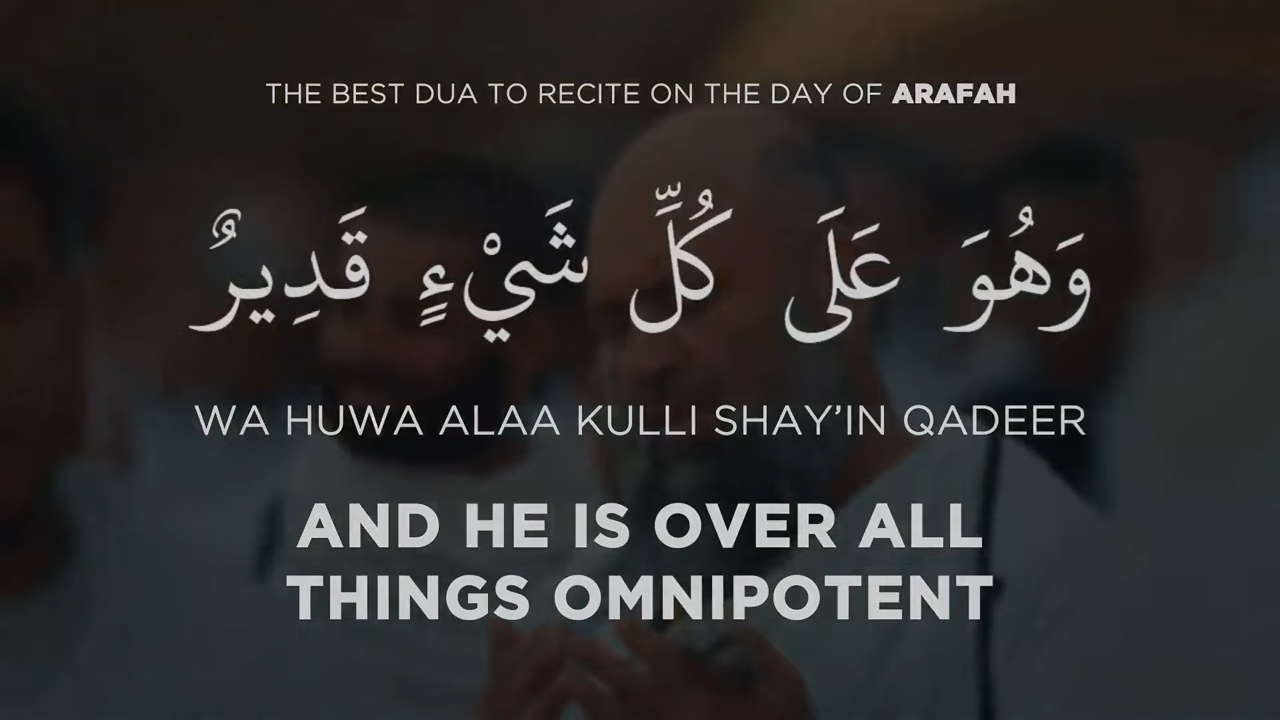 THE BEST DUA TO RECITE ON THE DAY OF ARAFAH
وَهُوَ عَلَى كُلِّ شَيْءٍ قَدِيرٌ
WA HUWA ALAA KULLI SHAY’IN QADEER
AND HE IS OVER ALL
THINGS OMNIPOTENT